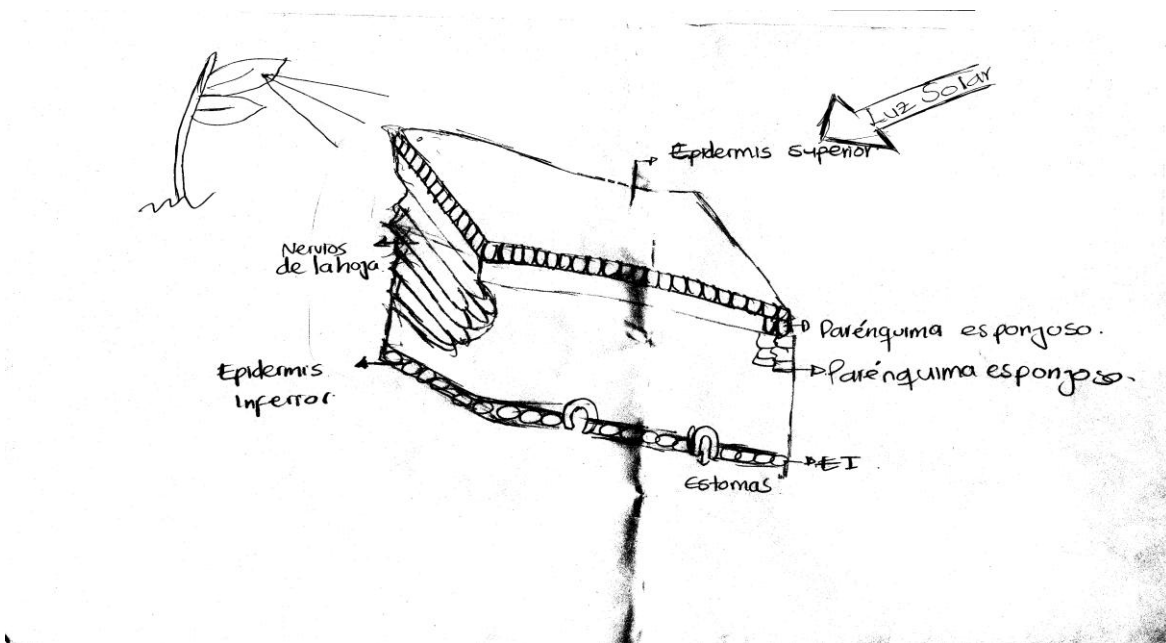 Luz Solar
Epidermis superior
Nervios
de la hoja
Parénquima esponjoso.
Parénquima esponjoso.
Epidermis
Inferior.
EI
Estomas